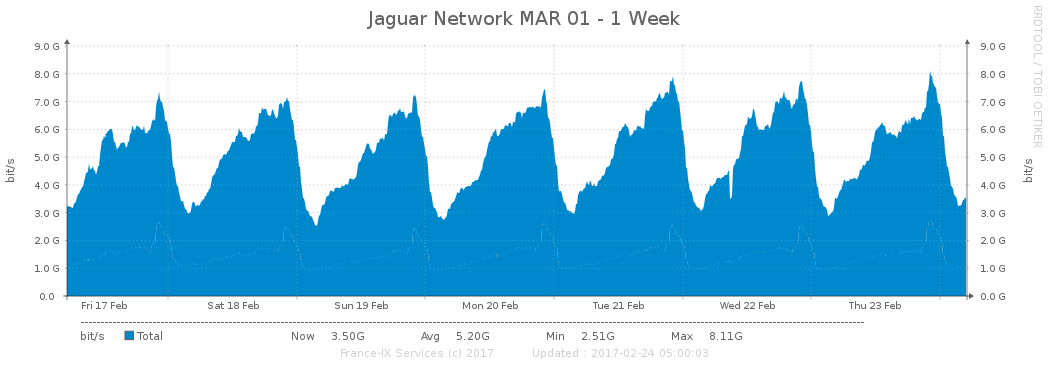 Jaguar Network MAR 01 - 1 Week
RRDTOOL / TOBI OETIKER
9.0 G 9.0 G
8.0 G 8.0 G
7.0 G 7.0 G
6.0 G 6.0 G
5.0 G 5.0 G
4.0 G 4.0 G
3.0 G 3.0 G
2.0 G 2.0 G
1.0 G 1.0 G
0.0 0.0 G
bit/s
bit/s
Fri 17 Feb Sat 18 Feb Sun 19 Feb Mon 20 Feb Tue 21 Feb Wed 22 Feb Thu 23 Feb
bit/s Total Now 3.50G Avg 5.20G Min 2.51G Max 8.11G
France-IX Services (c) 2017 Updated : 2017-02-24 05:00:03